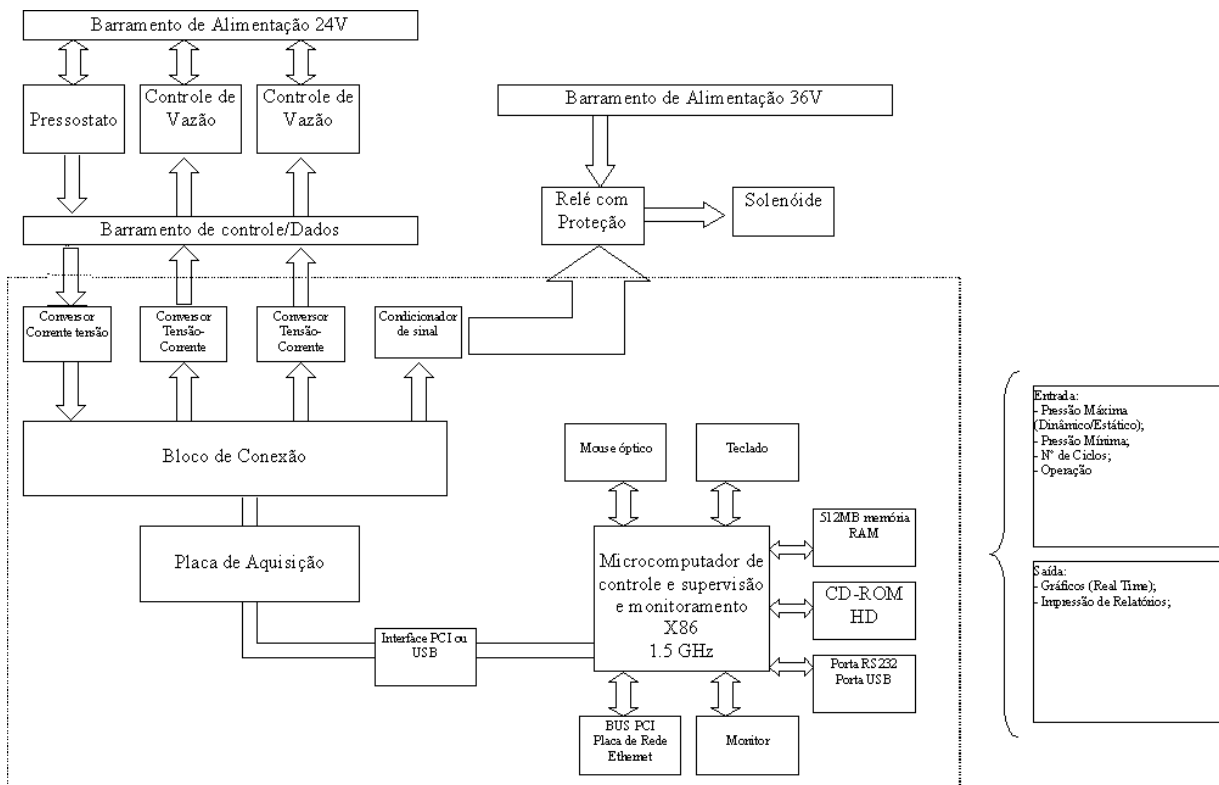 Barramento de Alimentação 24V
Pressostato
Controle de
Vazão
Controle de
Vazão
Barramento de Alimentação 36V
Relé com
Proteção
Solenóide
Barramento de controle/Dados
Conversor
Corrente tensão
Conversor
Tensão-
Corrente
Conversor
Tensão-
Corrente
Condicionador
de sinal
Bloco de Conexão
Placa de Aquisição
Interface PCI ou
USB
Mouse óptico
Teclado
Microcomputador de
controle e supervisão
e monitoramento
X86
1.5 GHz
512MB memória
RAM
CD-ROM
HD
Porta RS232
Porta USB
BUS PCI
Placa de Rede
Ethernet
Monitor
Entrada:
- Pressão Máxima
(Dinâmico/Estático);
- Pressão Mínima;
- N° de Ciclos;
- Operação
Saída:
- Gráficos (Real Time);
- Impressão de Relatórios;